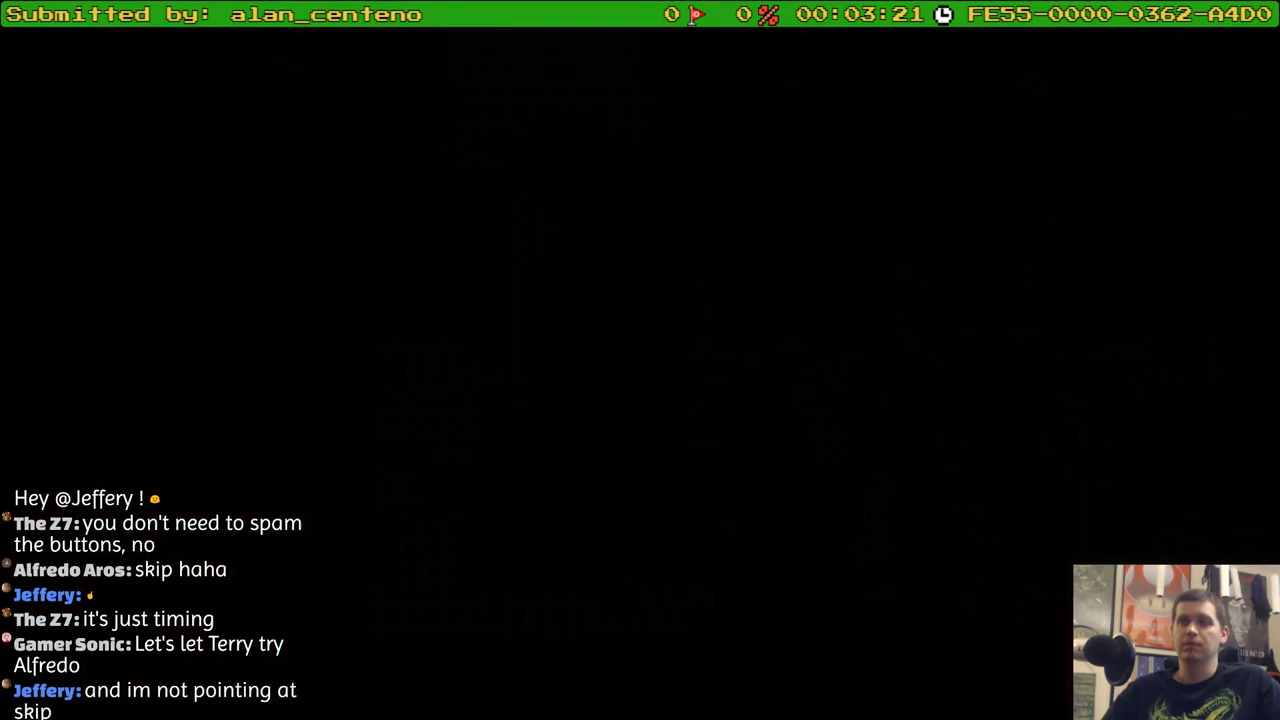 Submitted by: alan_centeno 0 0% 00:03:21 FE55-0000-0362-A4D0
Hey @Jeffery !
The Z7: you don't need to spam
the buttons, no
Alfredo Aros: skip haha
Jeffery:
The Z7: it's just timing
Gamer Sonic: Let's let Terry try
Alfredo
Jeffery: and im not pointing at
skip